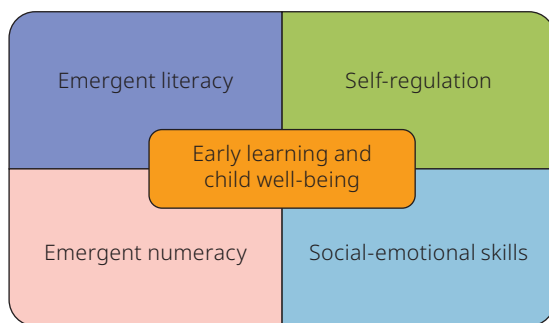 Emergent literacy
Self-regulation
Early learning and
child well-being
Emergent numeracy
Social-emotional skills